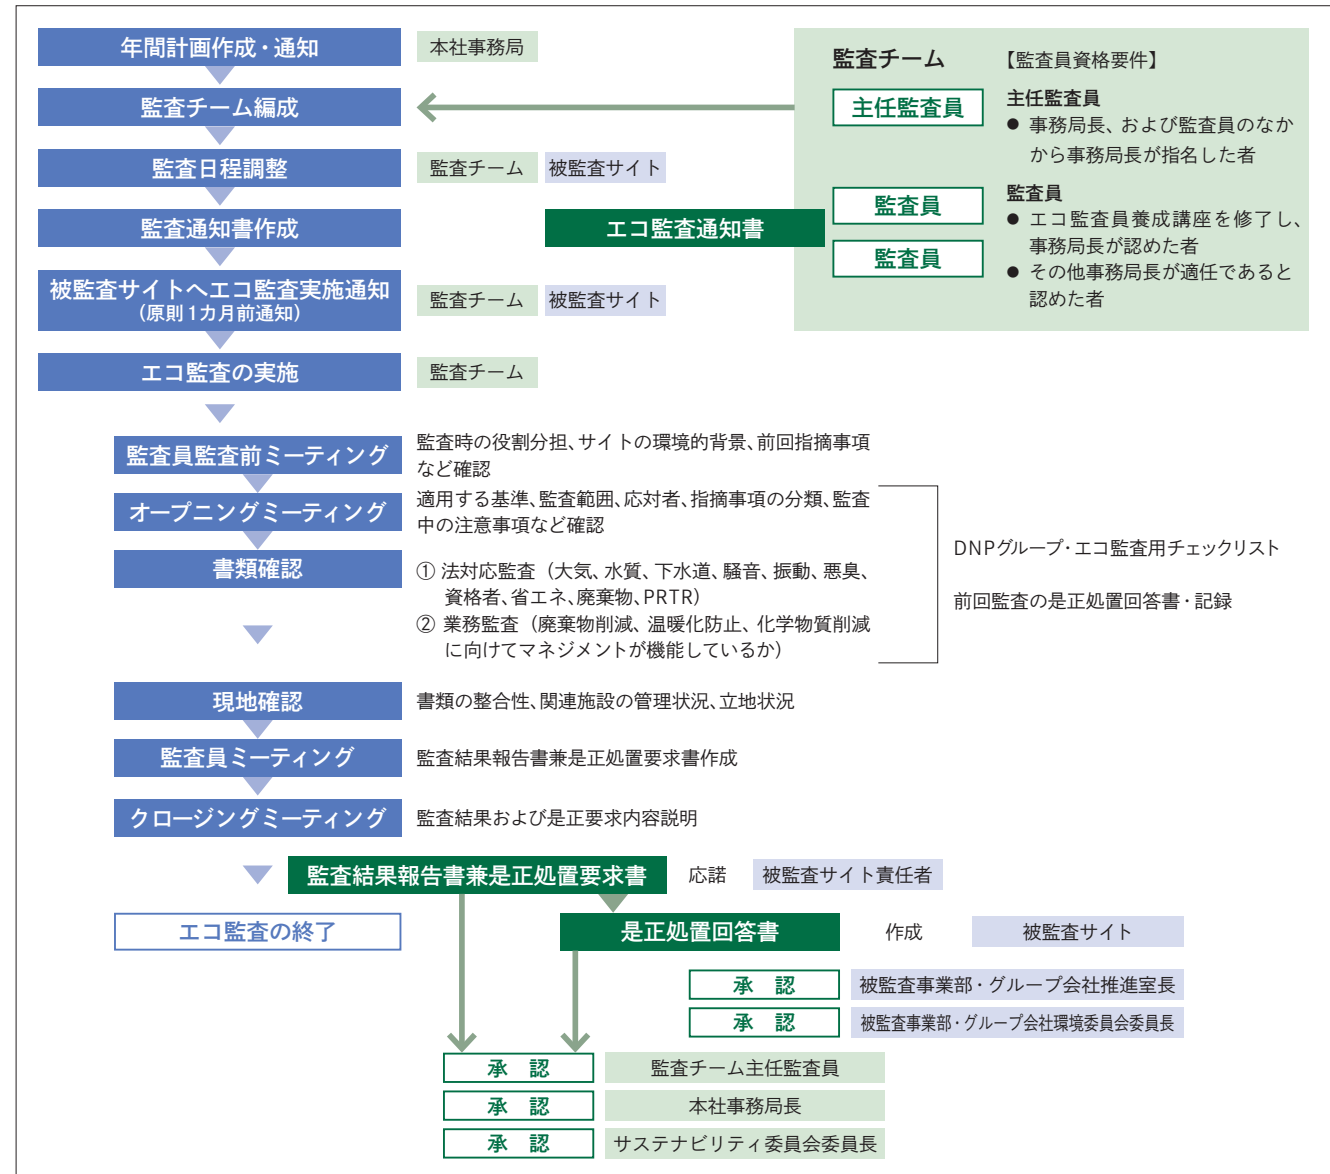 年間計画作成・通知
本社事務局
監査チーム編成
監査日程調整
監査チーム
被監査サイト
監査通知書作成
エコ監査通知書
被監査サイトへエコ監査実施通知
(原則1カ月前通知)
監査チーム
被監査サイト
エコ監査の実施
監査チーム
監査チーム
【監査員資格要件】
主任監査員
主任監査員
● 事務局長、および監査員のなか
から事務局長が指名した者
監査員
監査員
監査員
● エコ監査員養成講座を修了し、
事務局長が認めた者
● その他事務局長が適任であると
認めた者
監査員監査前ミーティング
監査時の役割分担、サイトの環境的背景、前回指摘事項
など確認
オープニングミーティング
適用する基準、監査範囲、応対者、指摘事項の分類、監査
中の注意事項など確認
書類確認
① 法対応監査（大気、水質、下水道、騒音、振動、悪臭、
資格者、省エネ、廃棄物、PRTR）
② 業務監査（廃棄物削減、温暖化防止、化学物質削減
に向けてマネジメントが機能しているか）
DNPグループ・エコ監査用チェックリスト
前回監査の是正処置回答書・記録
現地確認
書類の整合性、関連施設の管理状況、立地状況
監査員ミーティング
監査結果報告書兼是正処置要求書作成
クロージングミーティング
監査結果および是正要求内容説明
監査結果報告書兼是正処置要求書
応諾
被監査サイト責任者
エコ監査の終了
是正処置回答書
作成
被監査サイト
承　認
被監査事業部・グループ会社推進室長
承　認
被監査事業部・グループ会社環境委員会委員長
承　認
監査チーム主任監査員
承　認
本社事務局長
承　認
サステナビリティ委員会委員長